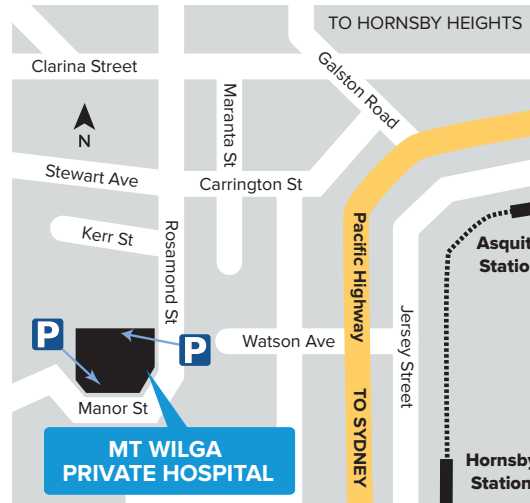 TO HORNSBY HEIGHTS
Clarina Street
Galston Road
Maranta St
N
Stewart Ave
Carrington St
Kerr St
Rosamond St
Pacific Highway
Asquit
Statio
P
P
Watson Ave
Jersey Street
Manor St
TO SYDNEY
MT WILGA
PRIVATE HOSPITAL
Hornsby
Station